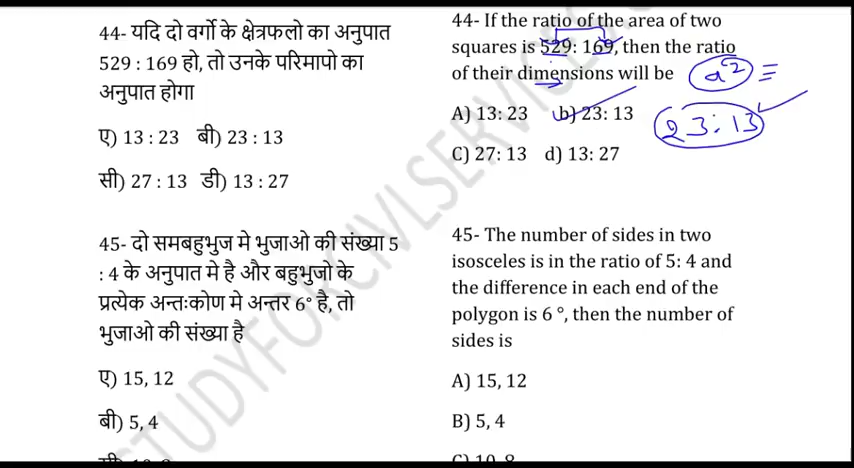 44- यदि दो वर्गो के क्षेत्रफलो का अनुपात
529 : 169 हो, तो उनके परिमापो का
अनुपात होगा
ए) 13 : 23 बी) 23 : 13
सी) 27 : 13 डी) 13 : 27
45- दो समबहुभुज मे भुजाओ की संख्या 5
: 4 के अनुपात मे है और बहुभुजो के
प्रत्येक अन्तःकोण मे अन्तर 6° है, तो
भुजाओ की संख्या है
ए) 15, 12
बी) 5, 4
44- If the ratio of the area of two
squares is 529: 169, then the ratio
of their dimensions will be
a² =
A) 13: 23 b) 23: 13
23:13
C) 27: 13 d) 13: 27
45- The number of sides in two
isosceles is in the ratio of 5: 4 and
the difference in each end of the
polygon is 6 °, then the number of
sides is
A) 15, 12
B) 5, 4
C) 10, 8
STUDYFORCIVLSERVICES